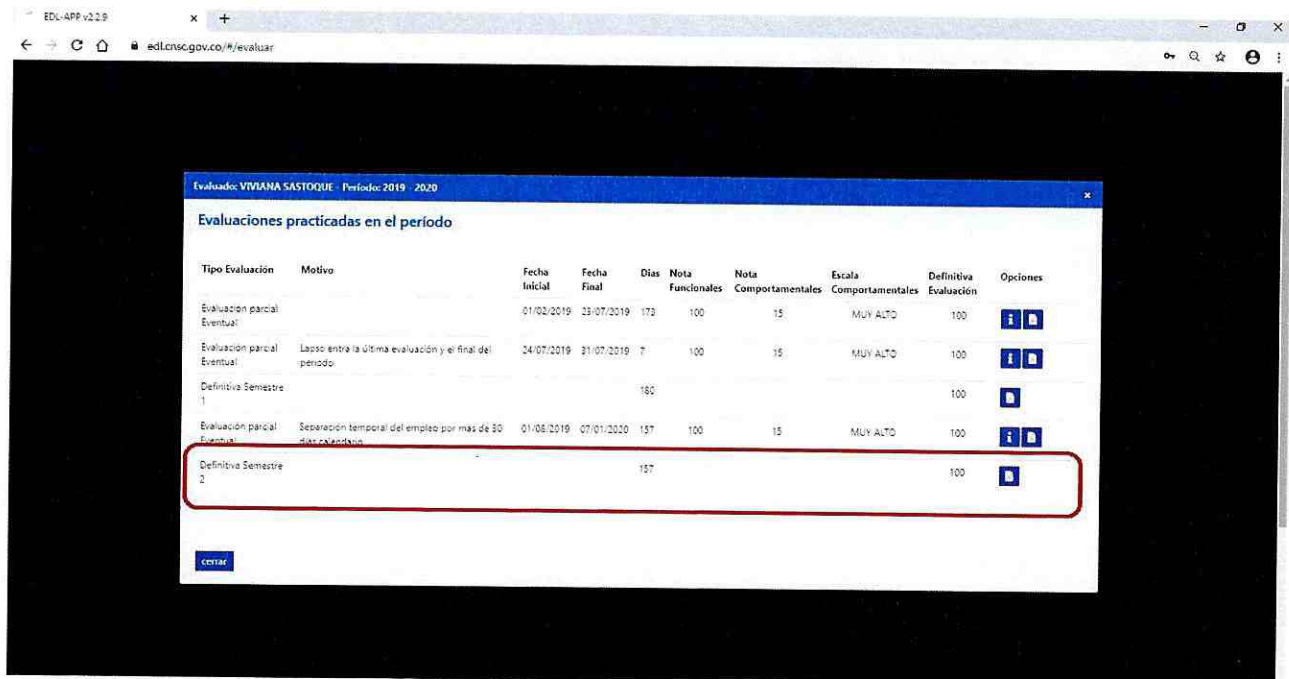 EDL-APP v2.2.9
edl.cnsc.gov.co/#/evaluar
Evaluado: VIVIANA SASTOQUE - Período: 2019 - 2020
Evaluaciones practicadas en el período
Tipo Evaluación Motivo Fecha Inicial Fecha Final Días Nota Funcionales Nota Comportamentales Escala Comportamentales Definitiva Evaluación Opciones
Evaluación parcial Eventual 01/02/2019 23/07/2019 173 100 15 MUY ALTO 100
Evaluación parcial Eventual Lapso entre la última evaluación y el final del período 24/07/2019 31/07/2019 7 100 15 MUY ALTO 100
Definitiva Semestre 1 180 100
Evaluación parcial Eventual Separación temporal del empleo por más de 30 días calendario 01/08/2019 07/01/2020 157 100 15 MUY ALTO 100
Definitiva Semestre 2 157 100
cerrar